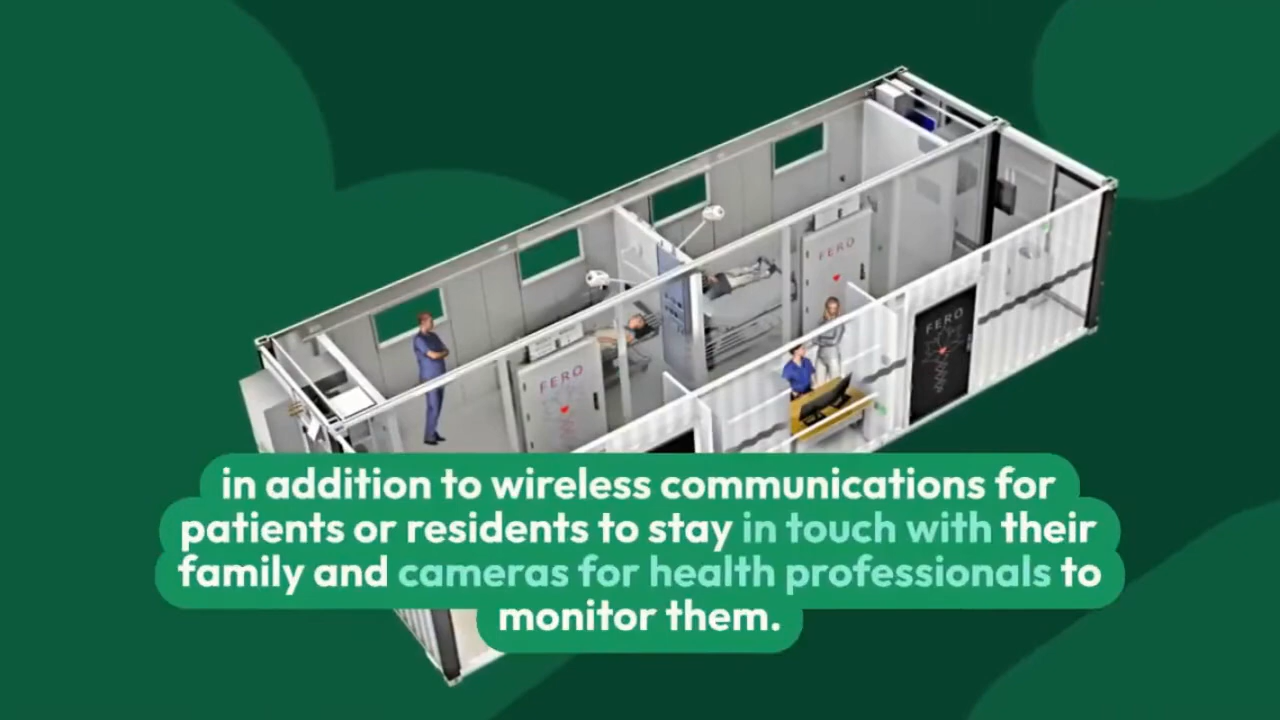 FERO
FERO
FERO
in addition to wireless communications for
patients or residents to stay in touch with their
family and cameras for health professionals to
monitor them.